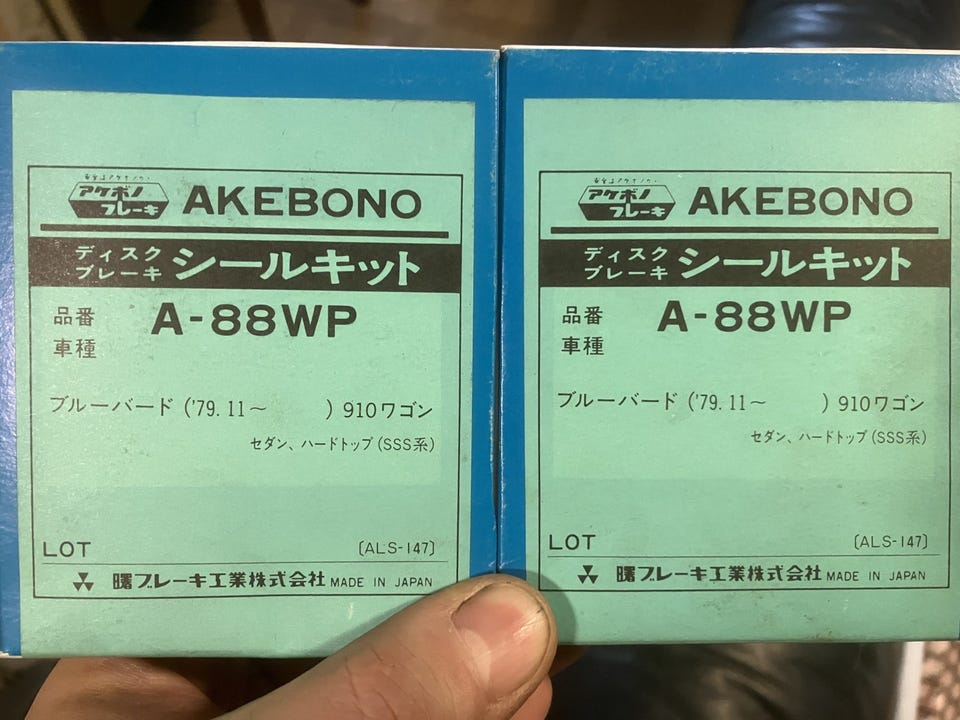 アケボノ
ブレーキ
AKEBONO
ディスク
ブレーキ
シールキット
品番 A-88WP
車種
ブルーバード ('79. 11～ ) 910ワゴン
セダン、ハードトップ (SSS系)
LOT [ALS-147]
曙ブレーキ工業株式会社 MADE IN JAPAN
アケボノ
ブレーキ
AKEBONO
ディスク
ブレーキ
シールキット
品番 A-88WP
車種
ブルーバード ('79. 11～ ) 910ワゴン
セダン、ハードトップ (SSS系)
LOT [ALS-147]
曙ブレーキ工業株式会社 MADE IN JAPAN